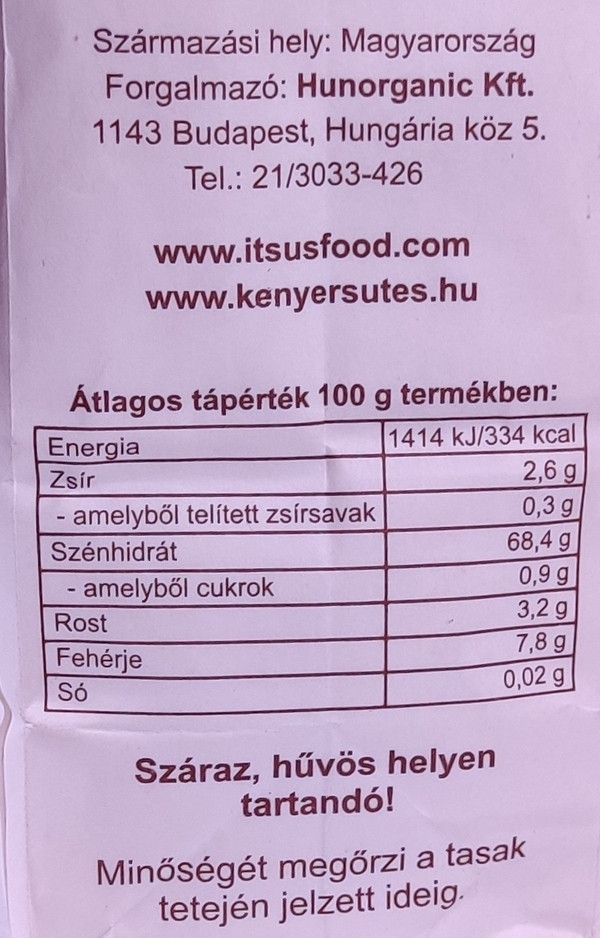 Származási hely: Magyarország
Forgalmazó: Hunorganic Kft.
1143 Budapest, Hungária köz 5.
Tel.: 21/3033-426
www.itsusfood.com
www.kenyersutes.hu
Átlagos tápérték 100 g termékben:
Energia 1414 kJ/334 kcal
Zsír 2,6 g
- amelyből telített zsírsavak 0,3 g
Szénhidrát 68,4 g
- amelyből cukrok 0,9 g
Rost 3,2 g
Fehérje 7,8 g
Só 0,02 g
Száraz, hűvös helyen
tartandó!
Minőségét megőrzi a tasak
tetején jelzett ideig.